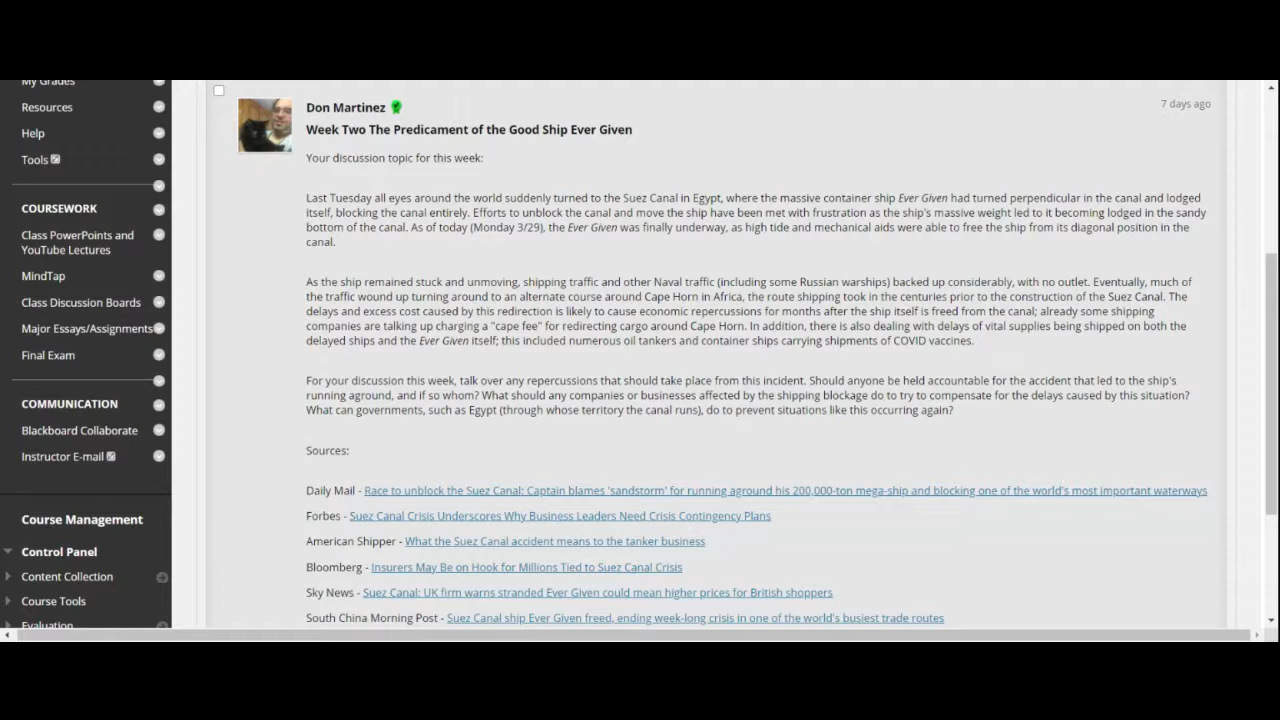 My Grades
Resources
Help
Tools
COURSEWORK
Class PowerPoints and
YouTube Lectures
MindTap
Class Discussion Boards
Major Essays/Assignments
Final Exam
COMMUNICATION
Blackboard Collaborate
Instructor E-mail
Course Management
Control Panel
Content Collection
Course Tools
Evaluation
Don Martinez
7 days ago
Week Two The Predicament of the Good Ship Ever Given
Your discussion topic for this week:
Last Tuesday all eyes around the world suddenly turned to the Suez Canal in Egypt, where the massive container ship Ever Given had turned perpendicular in the canal and lodged
itself, blocking the canal entirely. Efforts to unblock the canal and move the ship have been met with frustration as the ship's massive weight led to it becoming lodged in the sandy
bottom of the canal. As of today (Monday 3/29), the Ever Given was finally underway, as high tide and mechanical aids were able to free the ship from its diagonal position in the
canal.
As the ship remained stuck and unmoving, shipping traffic and other Naval traffic (including some Russian warships) backed up considerably, with no outlet. Eventually, much of
the traffic wound up turning around to an alternate course around Cape Horn in Africa, the route shipping took in the centuries prior to the construction of the Suez Canal. The
delays and excess cost caused by this redirection is likely to cause economic repercussions for months after the ship itself is freed from the canal; already some shipping
companies are talking up charging a "cape fee" for redirecting cargo around Cape Horn. In addition, there is also dealing with delays of vital supplies being shipped on both the
delayed ships and the Ever Given itself; this included numerous oil tankers and container ships carrying shipments of COVID vaccines.
For your discussion this week, talk over any repercussions that should take place from this incident. Should anyone be held accountable for the accident that led to the ship's
running aground, and if so whom? What should any companies or businesses affected by the shipping blockage do to try to compensate for the delays caused by this situation?
What can governments, such as Egypt (through whose territory the canal runs), do to prevent situations like this occurring again?
Sources:
Daily Mail - Race to unblock the Suez Canal: Captain blames 'sandstorm' for running aground his 200,000-ton mega-ship and blocking one of the world's most important waterways
Forbes - Suez Canal Crisis Underscores Why Business Leaders Need Crisis Contingency Plans
American Shipper - What the Suez Canal accident means to the tanker business
Bloomberg - Insurers May Be on Hook for Millions Tied to Suez Canal Crisis
Sky News - Suez Canal: UK firm warns stranded Ever Given could mean higher prices for British shoppers
South China Morning Post - Suez Canal ship Ever Given freed, ending week-long crisis in one of the world's busiest trade routes